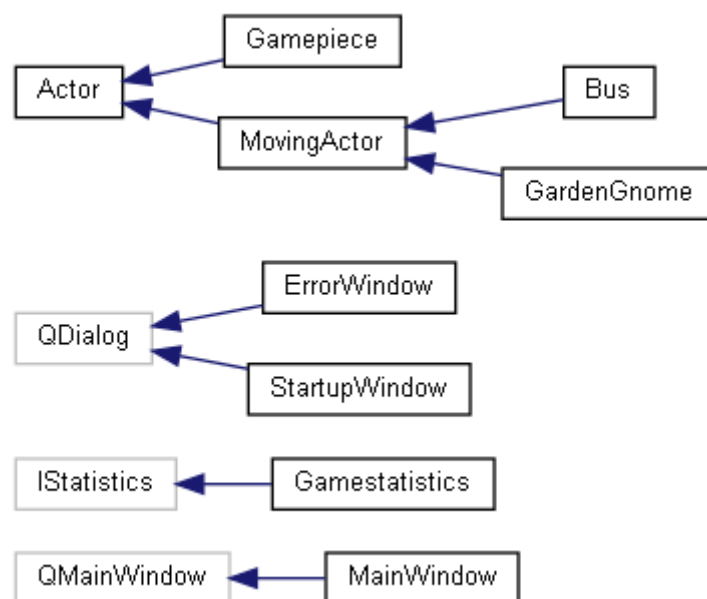 Gamepiece
Actor
Bus
MovingActor
GardenGnome
ErrorWindow
QDialog
StartupWindow
IStatistics
Gamestatistics
QMainWindow
MainWindow